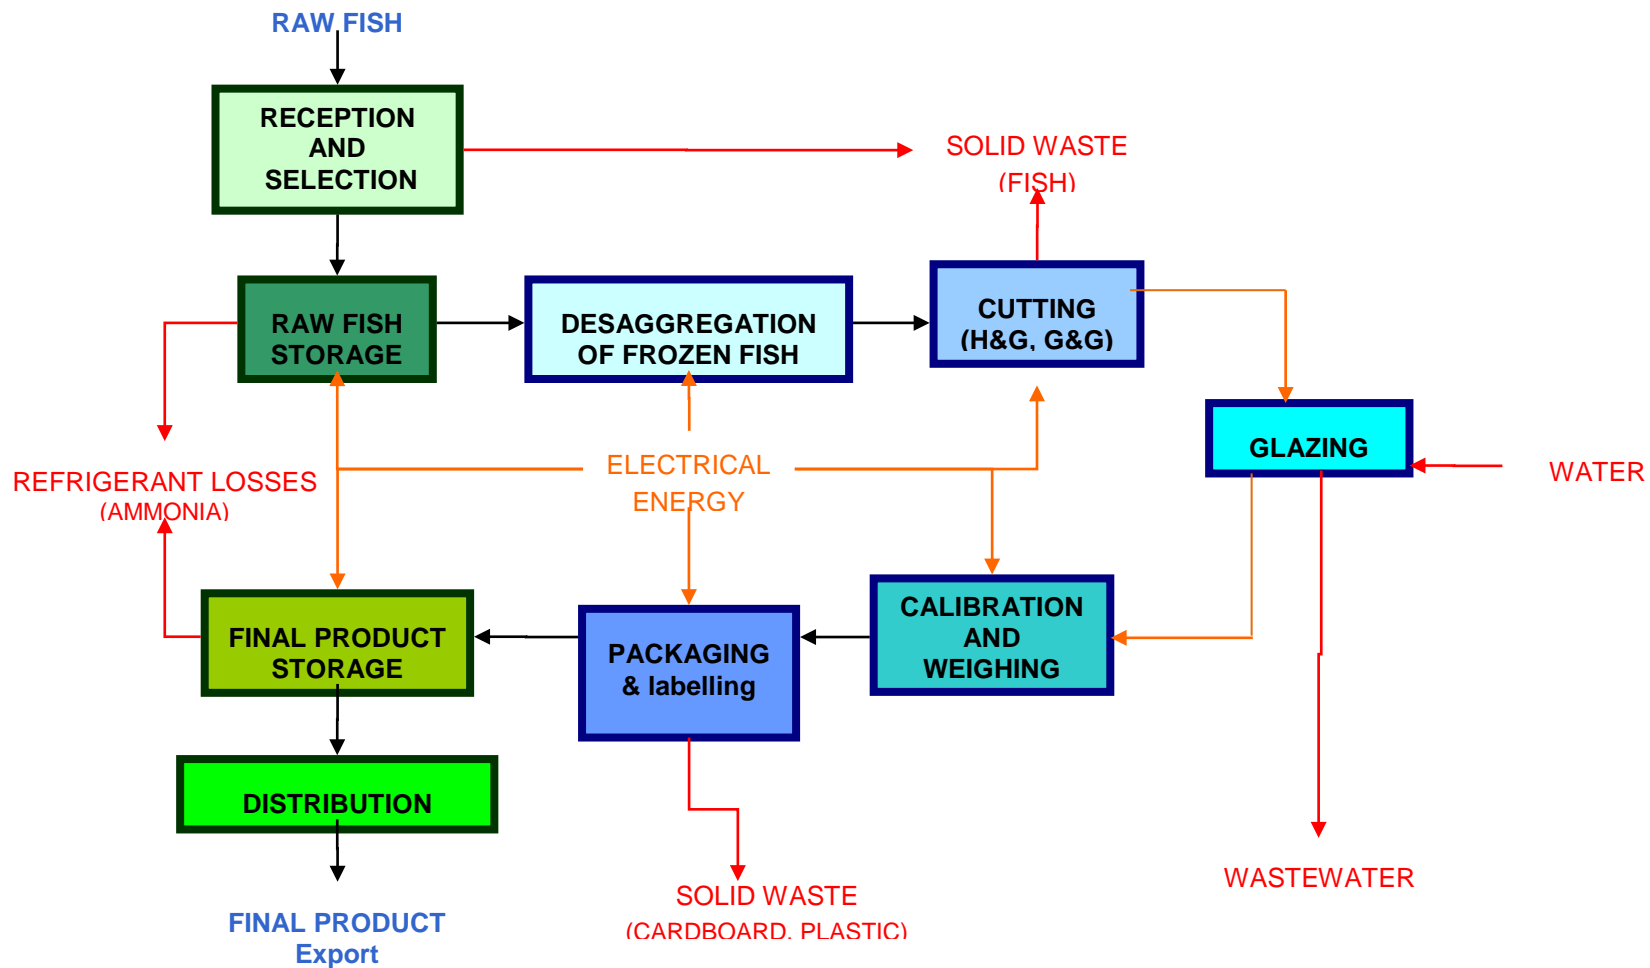 RAW FISH
RECEPTION
AND
SELECTION
SOLID WASTE
(FISH)
RAW FISH
STORAGE
DESAGGREGATION
OF FROZEN FISH
CUTTING
(H&G, G&G)
GLAZING
WATER
ELECTRICAL
ENERGY
REFRIGERANT LOSSES
(AMMONIA)
FINAL PRODUCT
STORAGE
PACKAGING
& labelling
CALIBRATION
AND
WEIGHING
DISTRIBUTION
WASTEWATER
SOLID WASTE
(CARDBOARD, PLASTIC)
FINAL PRODUCT
Export